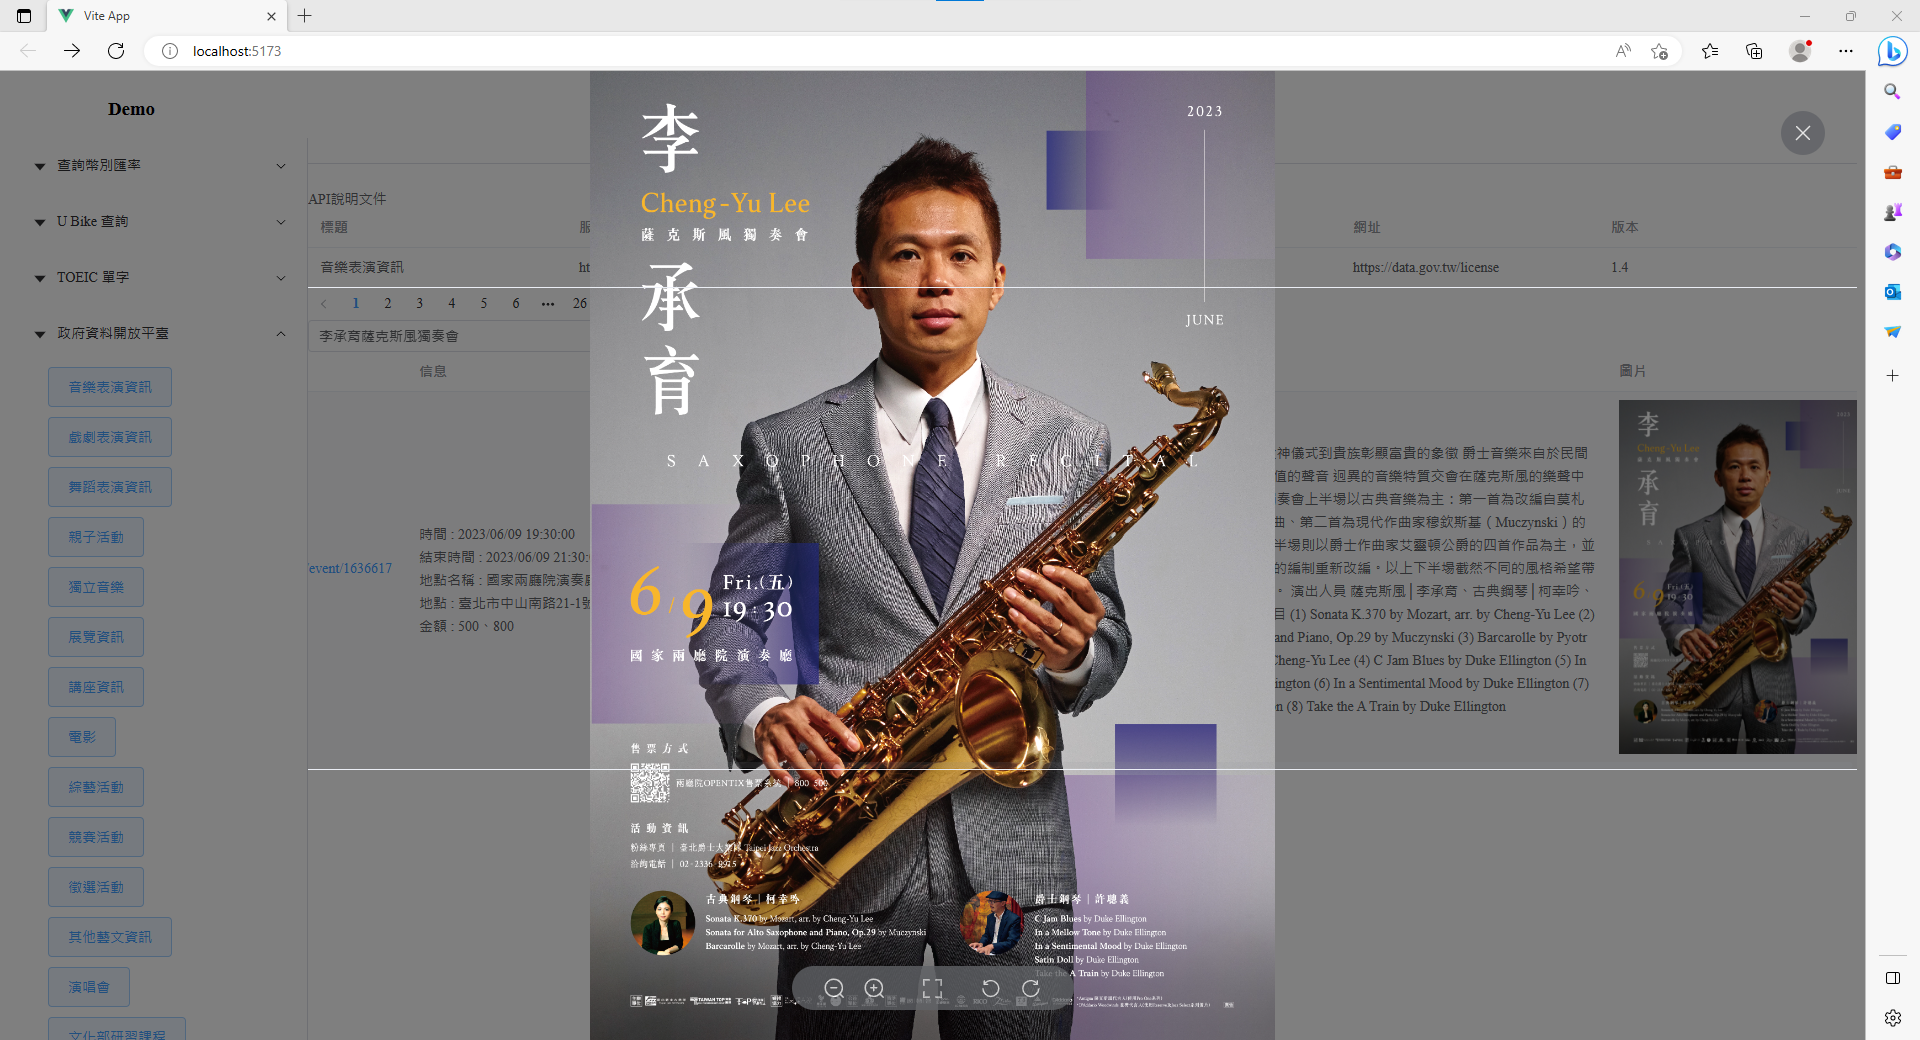 Vite App
localhost:5173
Demo
查詢幣別匯率
U Bike 查詢
TOEIC 單字
政府資料開放平臺
音樂表演資訊
戲劇表演資訊
舞蹈表演資訊
親子活動
獨立音樂
展覽資訊
講座資訊
電影
綜藝活動
競賽活動
徵選活動
其他藝文資訊
演唱會
文化部研習課程
API說明文件
標題 服 網址 版本
音樂表演資訊 ht https://data.gov.tw/license 1.4
1 2 3 4 5 6 ••• 26
李承育薩克斯風獨奏會
信息 圖片
event/1636617
時間 : 2023/06/09 19:30:00
結束時間 : 2023/06/09 21:30:
地點名稱 : 國家兩廳院演奏廳
地點 : 臺北市中山南路21-1號
金額 : 500、800
李
Cheng-Yu Lee
薩克斯風獨奏會
承
育
2023
JUNE
SAXOPHONE RECITAL
6/9
Fri.(五)
19:30
國家兩廳院演奏廳
售票方式
兩廳院OPENTIX售票系統 | 800 500
活動資訊
粉絲專頁 | 臺北爵士大樂隊 Taipei Jazz Orchestra
洽詢電話 | 02-2336-8915
古典鋼琴 | 柯幸吟
Sonata K.370 by Mozart, arr. by Cheng-Yu Lee
Sonata for Alto Saxophone and Piano, Op.29 by Muczynski
Barcarolle by Mozart, arr. by Cheng-Yu Lee
爵士鋼琴 | 許聰義
C Jam Blues by Duke Ellington
In a Mellow Tone by Duke Ellington
In a Sentimental Mood by Duke Ellington
Satin Doll by Duke Ellington
Take the A Train by Duke Ellington
神儀式到貴族彰顯富貴的象徵 爵士音樂來自於民間
值的聲音 迥異的音樂特質交會在薩克斯風的樂聲中
奏會上半場以古典音樂為主：第一首為改編自莫札
曲、第二首為現代作曲家穆欽斯基（Muczynski）的
半場則以爵士作曲家艾靈頓公爵的四首作品為主，並
的編制重新改編。以上下半場截然不同的風格希望帶
。 演出人員 薩克斯風│李承育、古典鋼琴│柯幸吟、
目 (1) Sonata K.370 by Mozart, arr. by Cheng-Yu Lee (2)
and Piano, Op.29 by Muczynski (3) Barcarolle by Pyotr
Cheng-Yu Lee (4) C Jam Blues by Duke Ellington (5) In
ington (6) In a Sentimental Mood by Duke Ellington (7)
n (8) Take the A Train by Duke Ellington
李
Cheng-Yu Lee
承
育
6/9
Fri.(五)
19:30